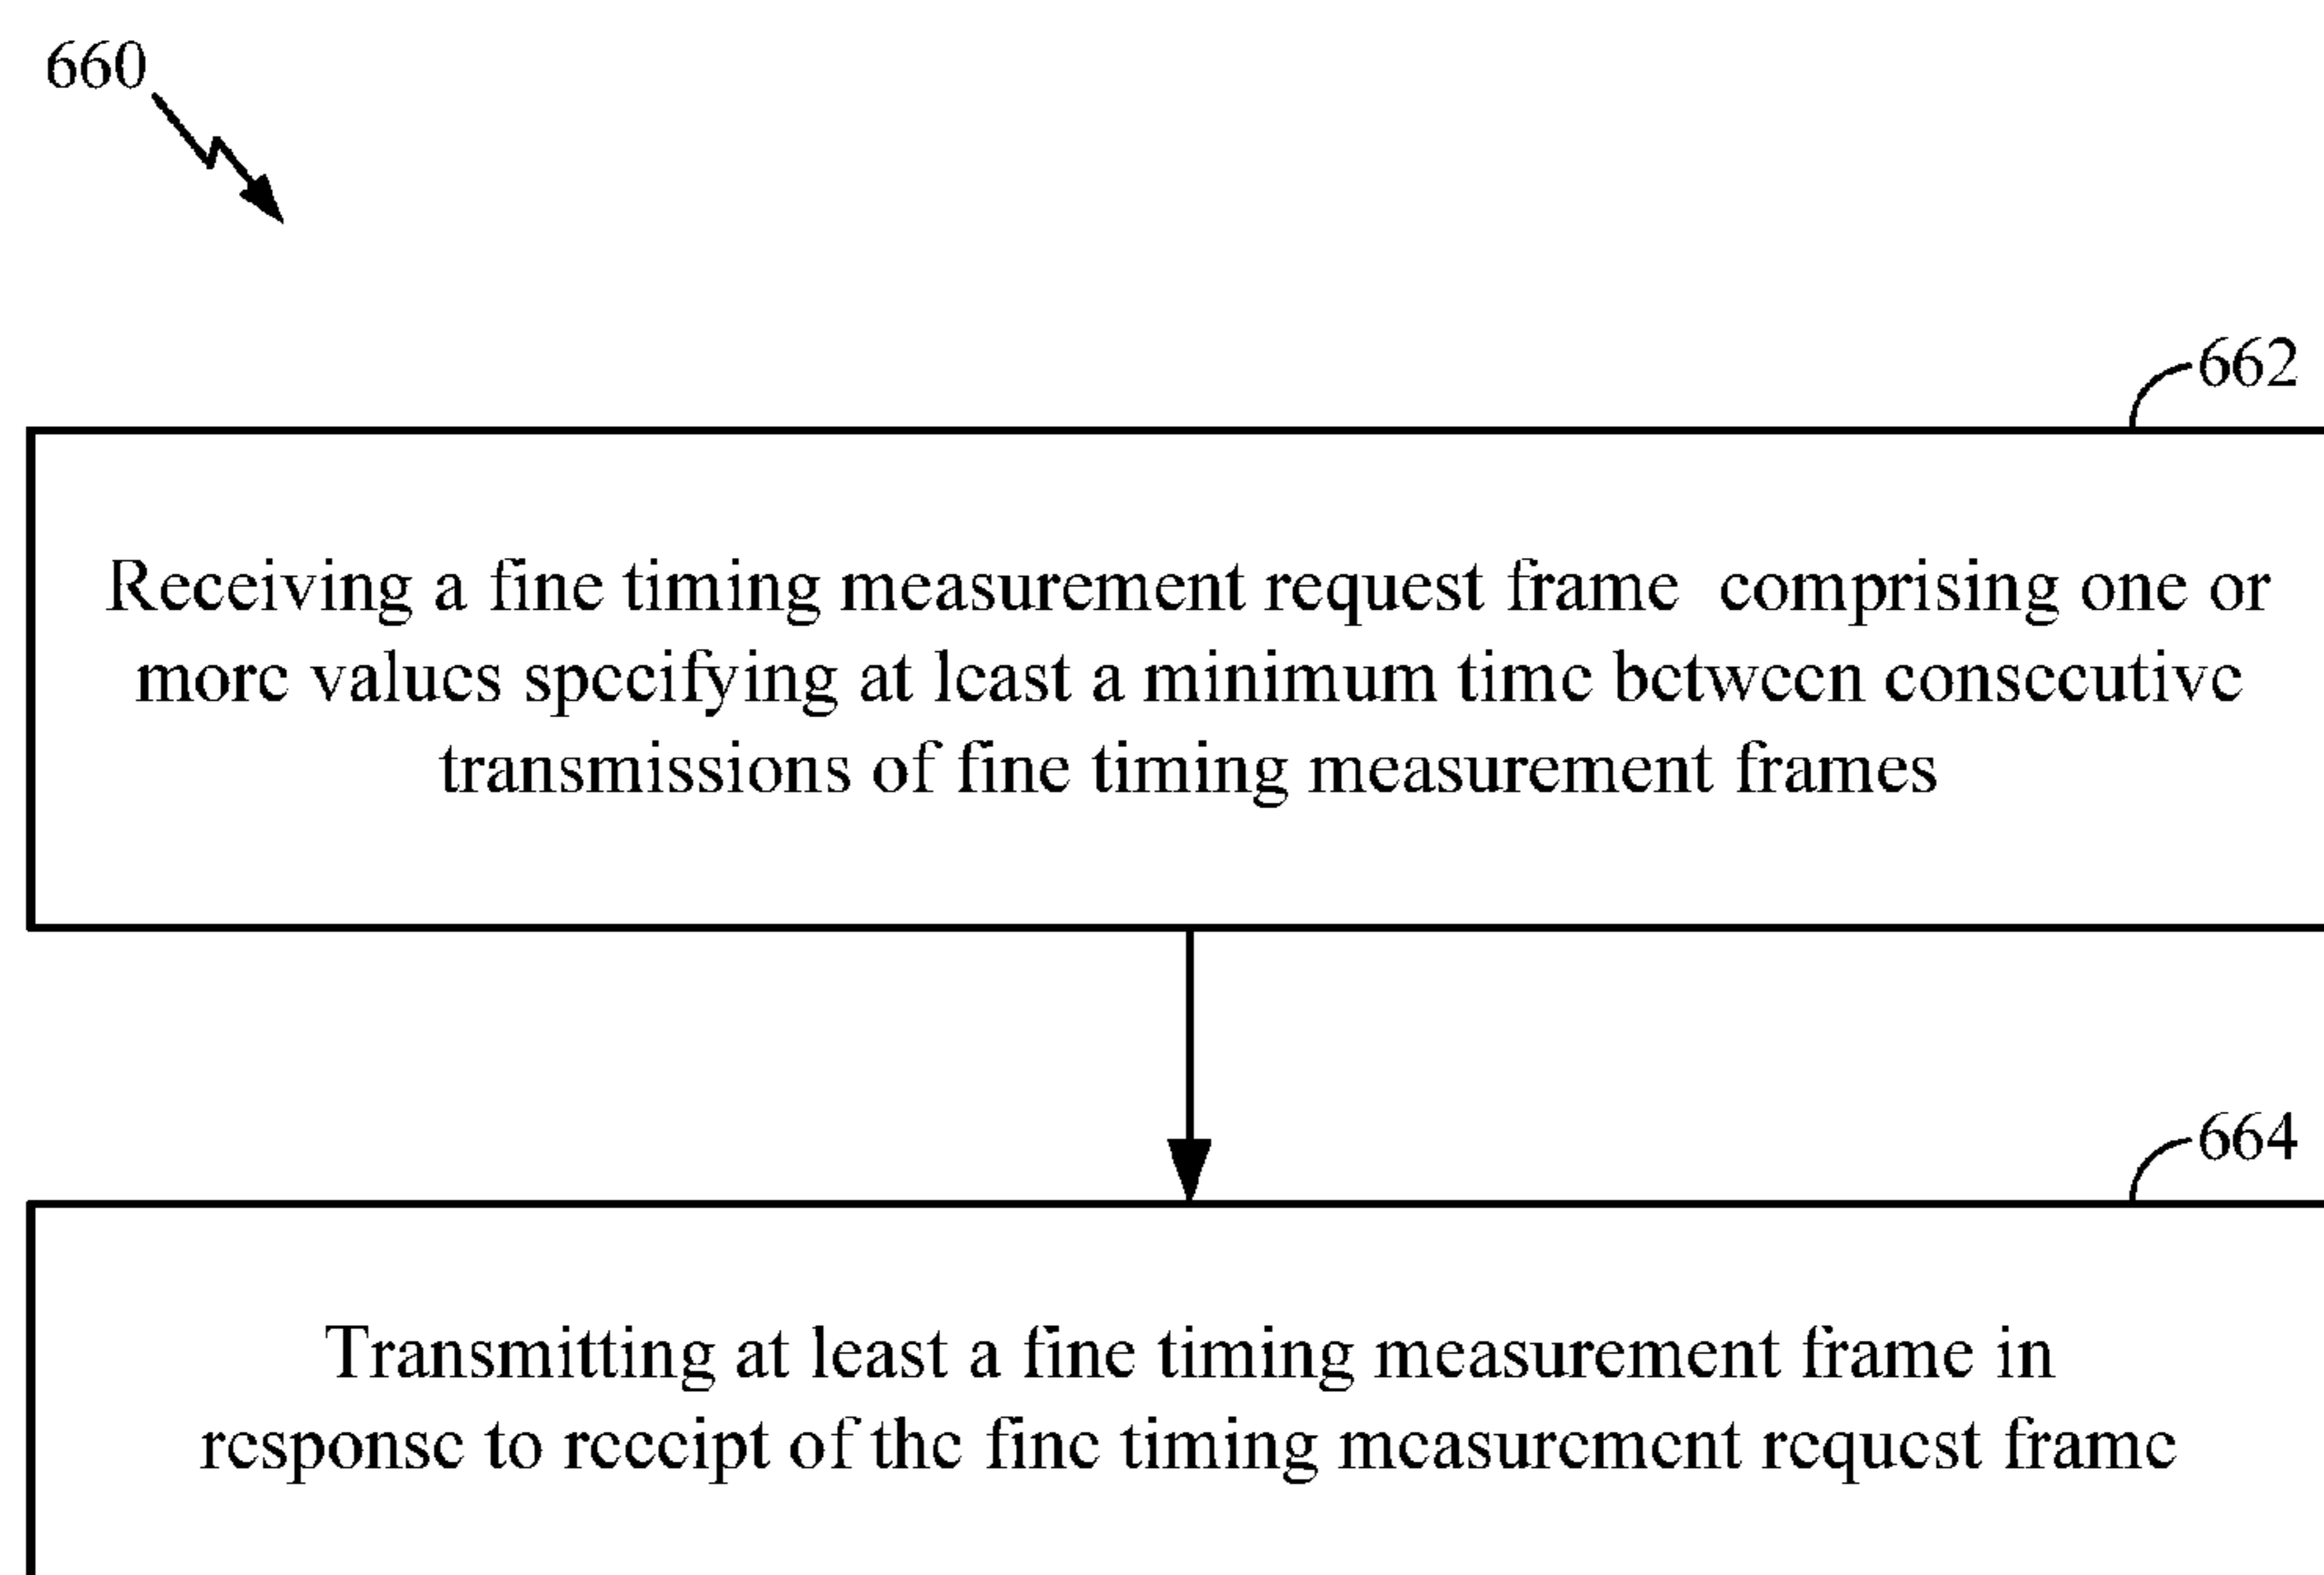 660
662
Receiving a fine timing measurement request frame comprising one or
more values specifying at least a minimum time between consecutive
transmissions of fine timing measurement frames
664
Transmitting at least a fine timing measurement frame in
response to receipt of the fine timing measurement request frame